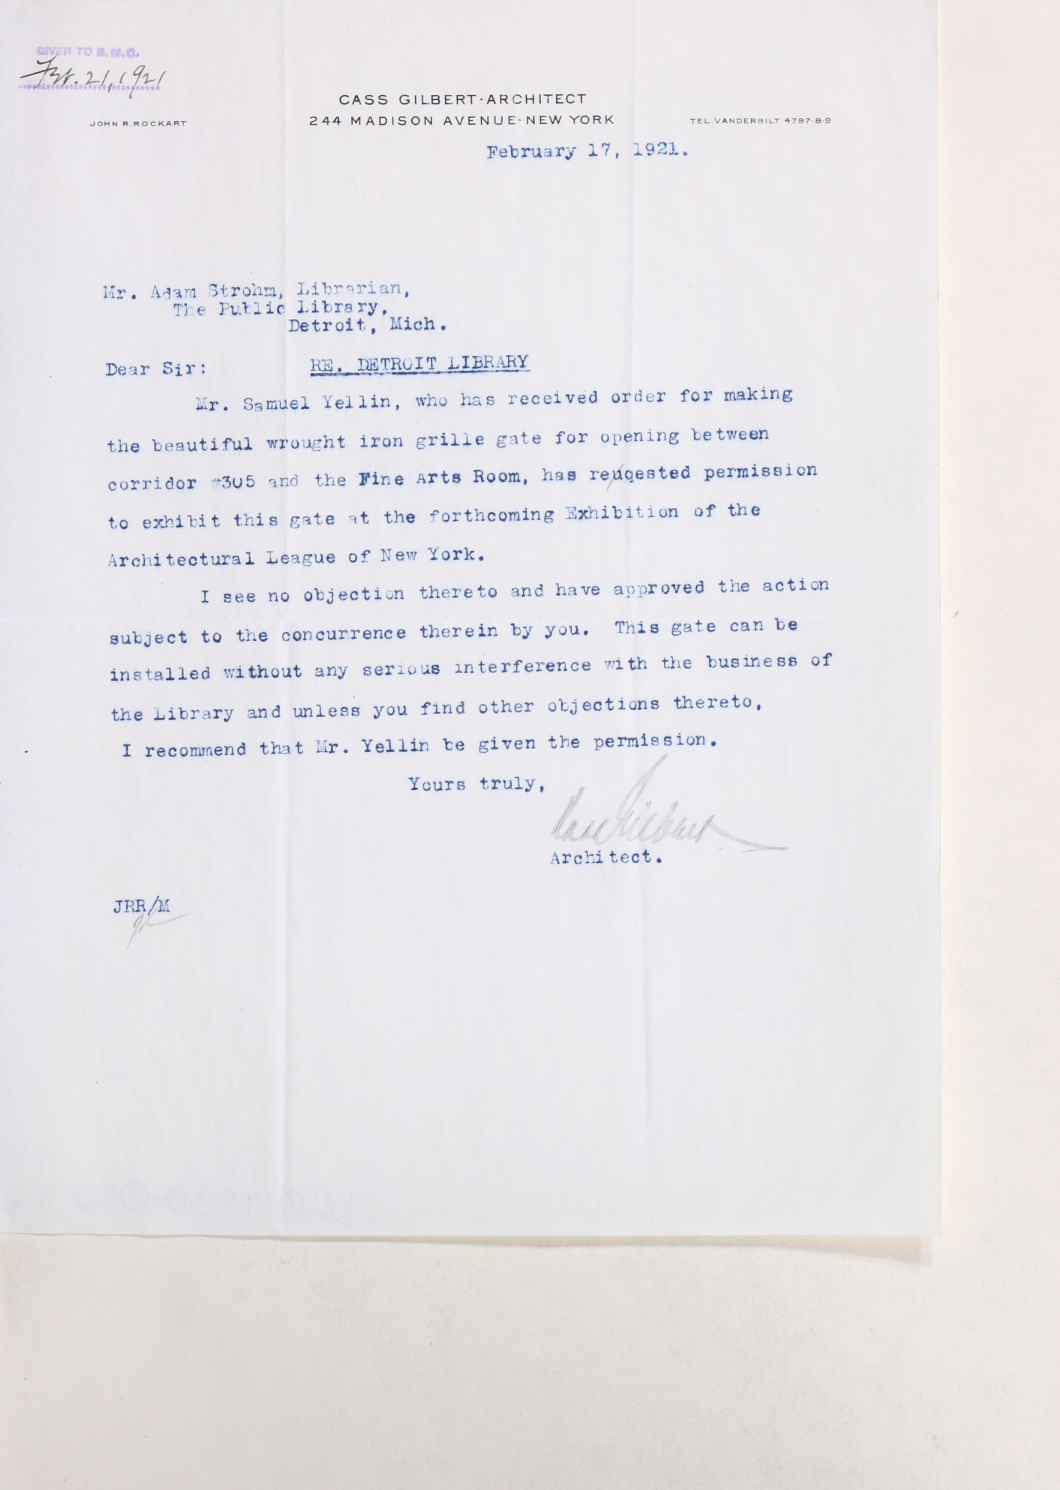 GIVEN TO B. M. C.
Feb. 21, 1921
CASS GILBERT·ARCHITECT
JOHN R. ROCKART
244 MADISON AVENUE·NEW YORK
TEL. VANDERBILT 4797-8-9
February 17, 1921.
Mr. Adam Strohm, Librarian,
The Public Library,
Detroit, Mich.
Dear Sir:
RE. DETROIT LIBRARY
Mr. Samuel Yellin, who has received order for making
the beautiful wrought iron grille gate for opening between
corridor #305 and the Fine Arts Room, has reuqested permission
to exhibit this gate at the forthcoming Exhibition of the
Architectural League of New York.
I see no objection thereto and have approved the action
subject to the concurrence therein by you. This gate can be
installed without any serious interference with the business of
the Library and unless you find other objections thereto,
I recommend that Mr. Yellin be given the permission.
Yours truly,
Cass Gilbert
Architect.
JRR/M